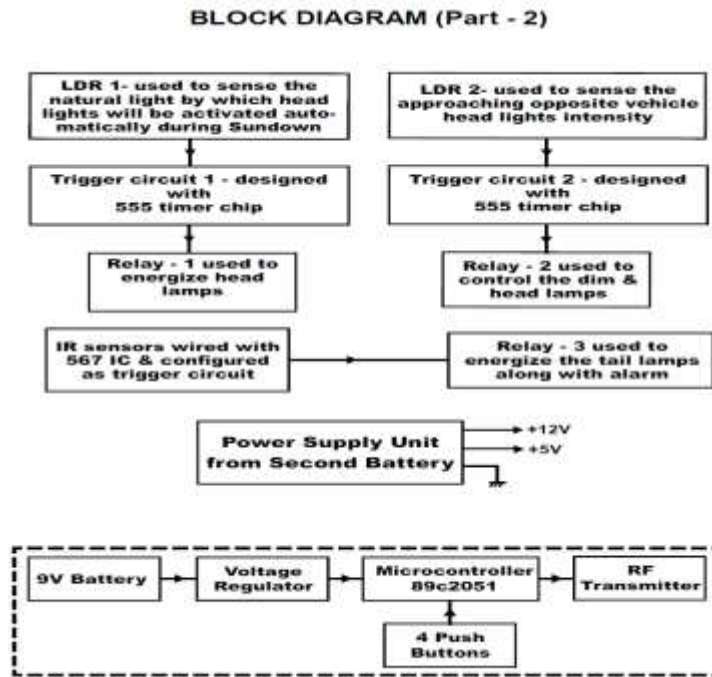 BLOCK DIAGRAM (Part - 2)
LDR 1- used to sense the
natural light by which head
lights will be activated auto-
matically during Sundown
LDR 2- used to sense the
approaching opposite vehicle
head lights intensity
Trigger circuit 1 - designed
with
555 timer chip
Trigger circuit 2 - designed
with
555 timer chip
Relay - 1 used to
energize head
lamps
Relay - 2 used to
control the dim &
head lamps
IR sensors wired with
567 IC & configured
as trigger circuit
Relay - 3 used to
energize the tail lamps
along with alarm
Power Supply Unit
from Second Battery
+12V
+5V
9V Battery
Voltage
Regulator
Microcontroller
89c2051
RF
Transmitter
4 Push
Buttons